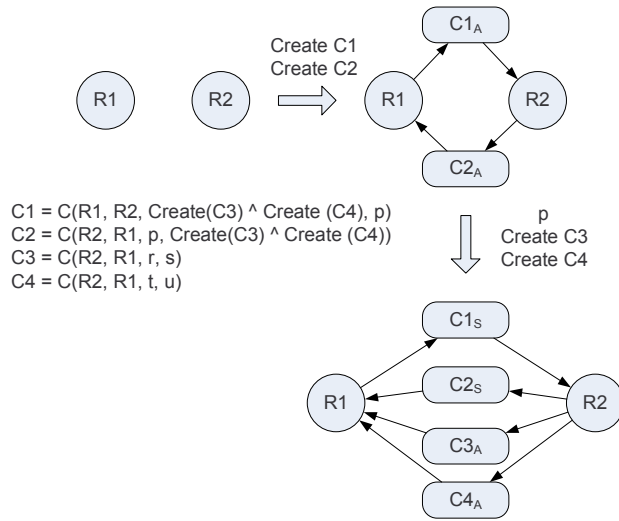 C1A
Create C1
Create C2
R1
R2
R1
R2
C2A
C1 = C(R1, R2, Create(C3) ^ Create (C4), p)
C2 = C(R2, R1, p, Create(C3) ^ Create (C4))
C3 = C(R2, R1, r, s)
C4 = C(R2, R1, t, u)
p
Create C3
Create C4
C1S
C2S
R1
R2
C3A
C4A